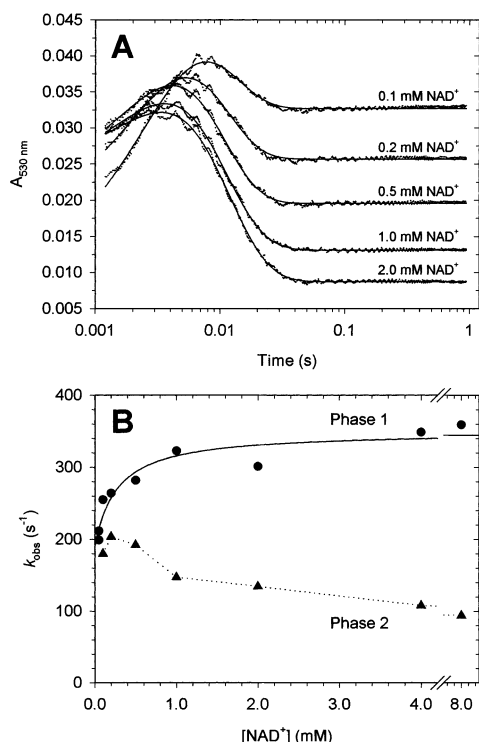 A
0.045
0.040
0.035
0.030
0.025
0.020
0.015
0.010
0.005
A530 nm
0.1 mM NAD+
0.2 mM NAD+
0.5 mM NAD+
1.0 mM NAD+
2.0 mM NAD+
0.001 0.01 0.1 1
Time (s)
B
400
300
200
100
0
kobs (s-1)
Phase 1
Phase 2
0.0 1.0 2.0 3.0 4.0 8.0
[NAD+] (mM)